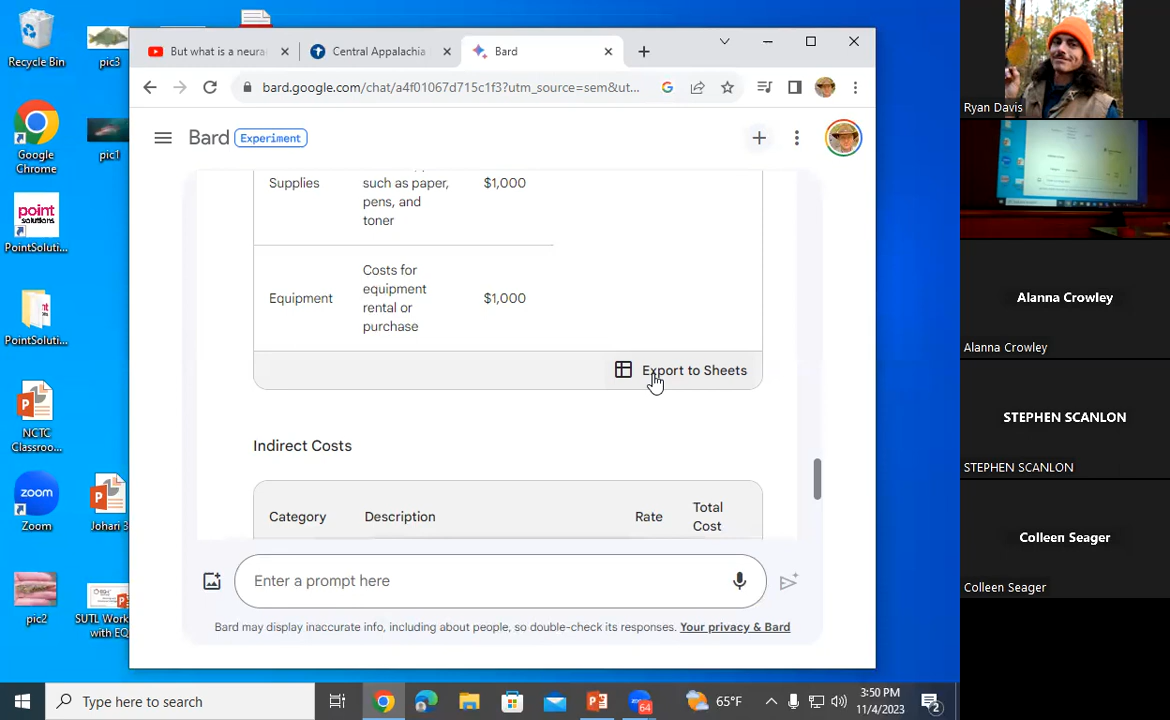 Recycle Bin
pic3
Google
Chrome
pic1
point
solutions
PointSoluti...
PointSoluti...
NCTC
Classroo...
zoom
Zoom
Johari 3
pic2
SUTL Work
with EQ
But what is a neura
Central Appalachia
Bard
bard.google.com/chat/a4f01067d715c1f3?utm_source=sem&ut...
Bard Experiment
Supplies
such as paper,
pens, and
toner
$1,000
Equipment
Costs for
equipment
rental or
purchase
$1,000
Export to Sheets
Indirect Costs
Category Description Rate Total
Cost
Enter a prompt here
Bard may display inaccurate info, including about people, so double-check its responses. Your privacy & Bard
Type here to search
64
65°F
3:50 PM
11/4/2023
2
Ryan Davis
Alanna Crowley
Alanna Crowley
STEPHEN SCANLON
STEPHEN SCANLON
Colleen Seager
Colleen Seager